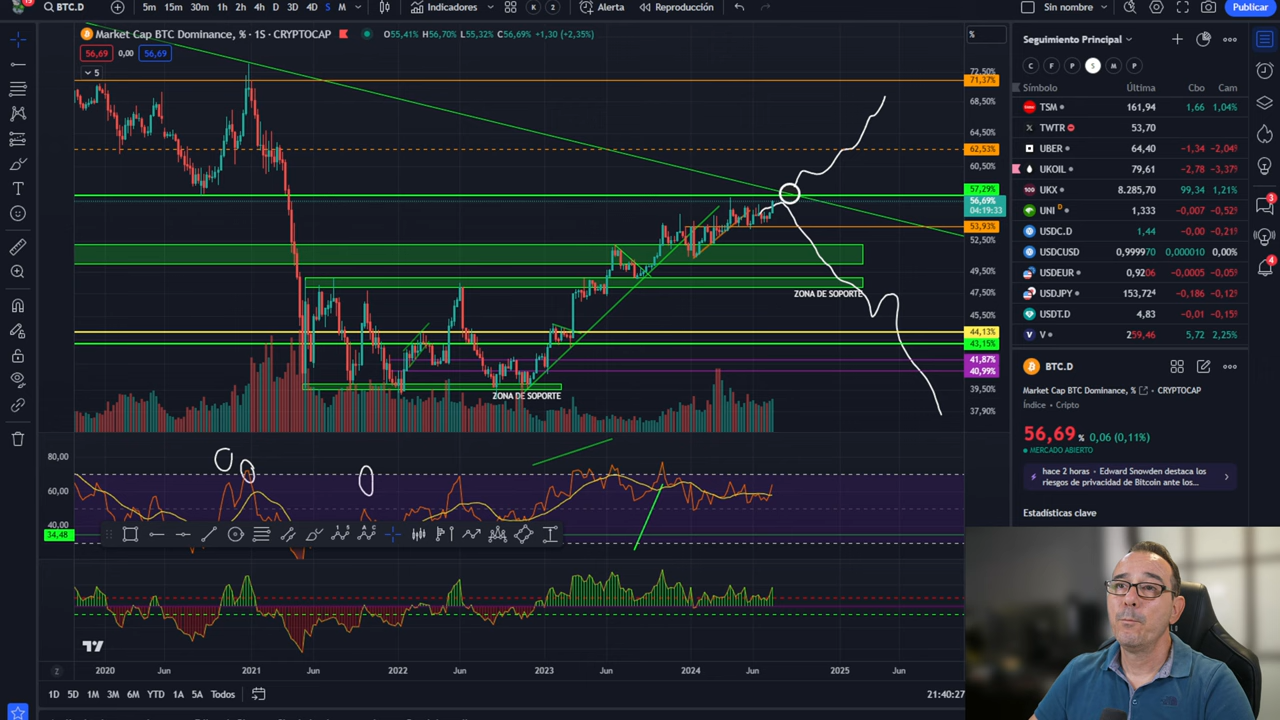 BTC.D
5m 15m 30m 1h 2h 4h D 3D 4D S M
Indicadores
K
2
Alerta
Reproducción
Sin nombre
Publicar
Market Cap BTC Dominance, % · 1S · CRYPTOCAP
O55,41% H56,70% L55,32% C56,69% +1,30 (+2,35%)
56,69 0,00 56,69
5
%
72,50%
71,37%
68,50%
64,50%
62,53%
60,50%
57,29%
56,69%
04:19:33
53,93%
52,50%
49,50%
47,50%
45,50%
44,13%
43,15%
41,87%
40,99%
39,50%
37,90%
ZONA DE SOPORTE
ZONA DE SOPORTE
80,00
60,00
40,00
34,48
2020 Jun 2021 Jun 2022 Jun 2023 Jun 2024 Jun 2025 Jun
Z
1D 5D 1M 3M 6M YTD 1A 5A Todos
21:40:27
Seguimiento Principal
C F P S M P
Símbolo Última Cbo Cam
TSM 161,94 1,66 1,04%
TWTR 53,70
UBER 64,40 −1,34 −2,04%
UKOIL 79,61 −2,78 −3,37%
UKX 8.285,70 99,34 1,21%
UNI D 1,333 −0,007 −0,52%
USDC.D 1,44 −0,00 −0,21%
USDCUSD 0,999970 0,000010 0,00%
USDEUR 0,9206 −0,0005 −0,05%
USDJPY 153,724 −0,186 −0,12%
USDT.D 4,83 −0,01 −0,15%
V 259,46 5,72 2,25%
BTC.D
Market Cap BTC Dominance, % · CRYPTOCAP
Índice · Cripto
56,69 % 0,06 (0,11%)
MERCADO ABIERTO
hace 2 horas · Edward Snowden destaca los
riesgos de privacidad de Bitcoin ante los...
Estadísticas clave
3
4